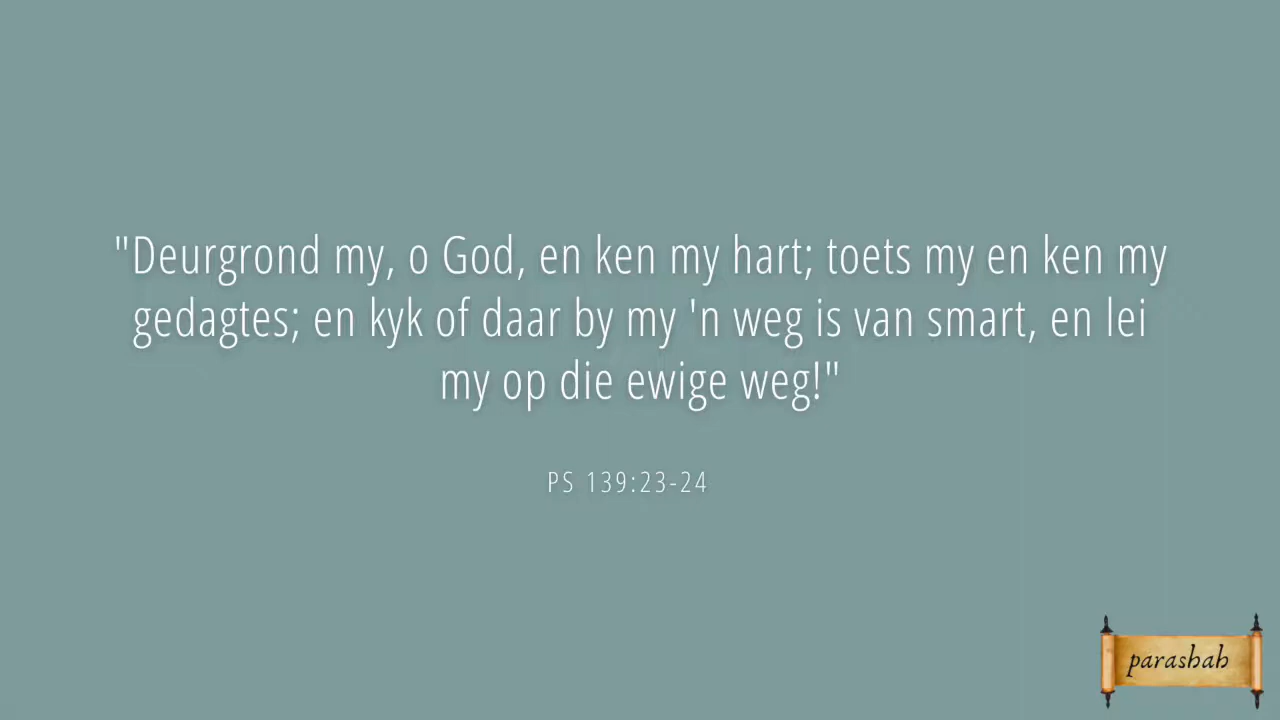 "Deurgrond my, o God, en ken my hart; toets my en ken my
gedagtes; en kyk of daar by my 'n weg is van smart, en lei
my op die ewige weg!"
PS 139:23-24
parashah